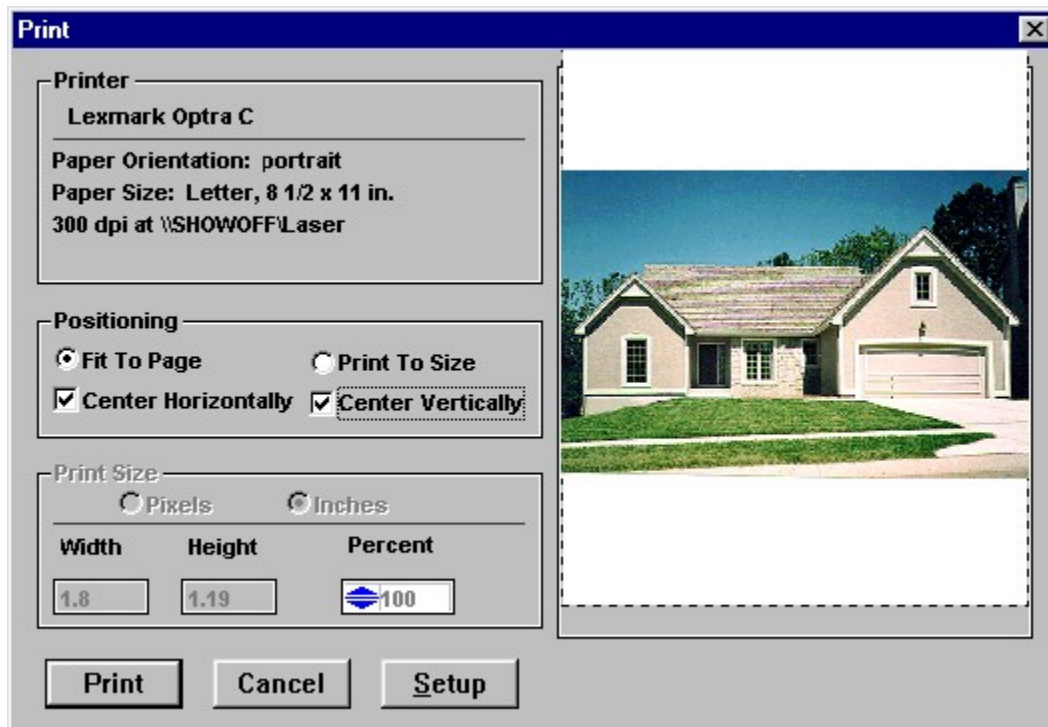 Print
Printer
Lexmark Optra C
Paper Orientation: portrait
Paper Size: Letter, 8 1/2 x 11 in.
300 dpi at \\SHOWOFF\Laser
Positioning
Fit To Page
Print To Size
Center Horizontally
Center Vertically
Print Size
Pixels
Inches
Width
Height
Percent
1.8
1.19
100
Print
Cancel
Setup